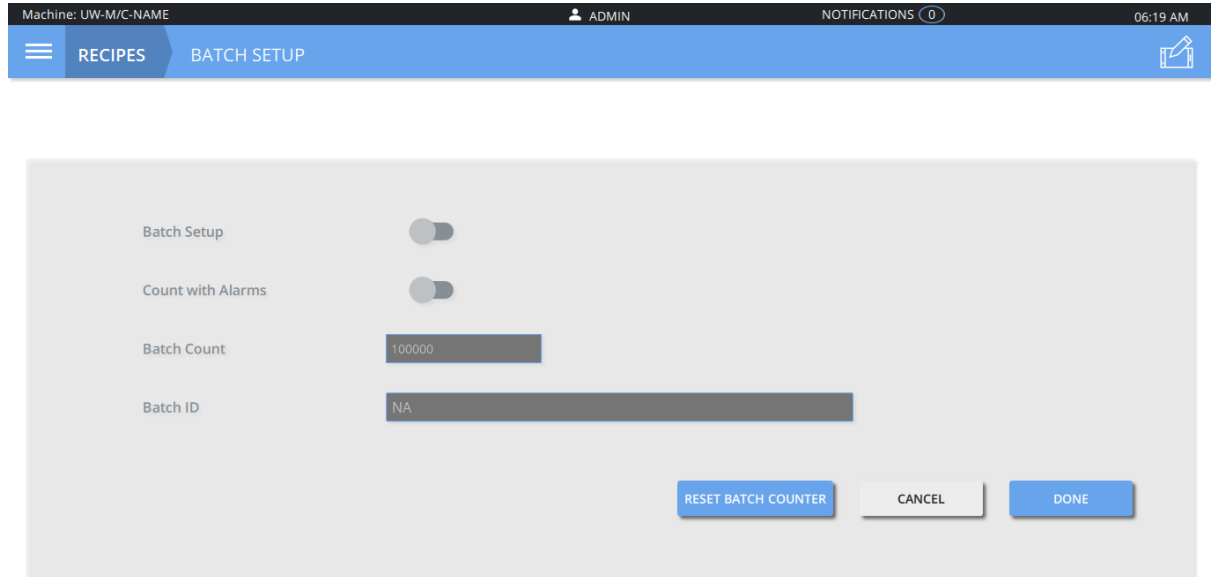 Machine: UW-M/C-NAME ADMIN NOTIFICATIONS 0 06:19 AM
RECIPES BATCH SETUP
Batch Setup
Count with Alarms
Batch Count 100000
Batch ID NA
RESET BATCH COUNTER CANCEL DONE